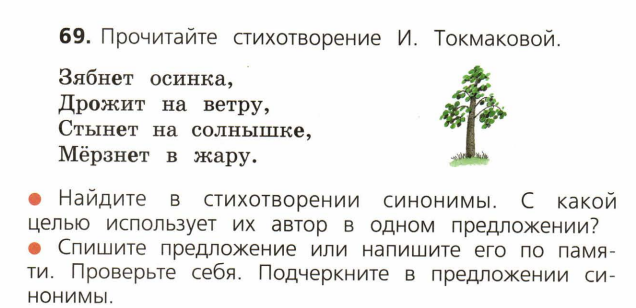 69. Прочитайте стихотворение И. Токмаковой.
Зябнет осинка,
Дрожит на ветру,
Стынет на солнышке,
Мёрзнет в жару.
● Найдите в стихотворении синонимы. С какой
целью использует их автор в одном предложении?
● Спишите предложение или напишите его по памя-
ти. Проверьте себя. Подчеркните в предложении си-
нонимы.